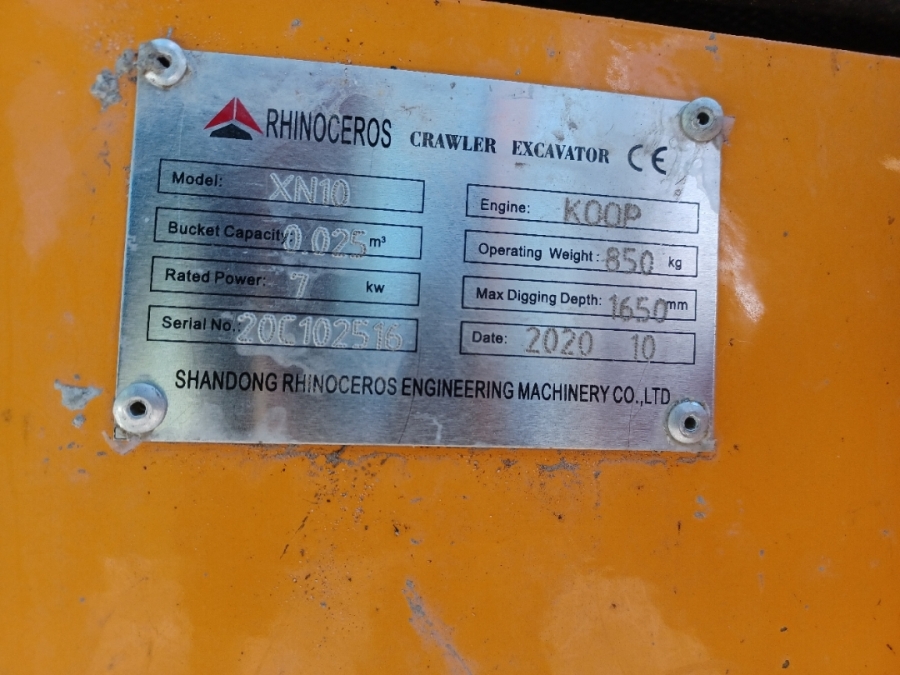 RHINOCEROS CRAWLER EXCAVATOR CE
Model: XN10
Engine: KOOP
Bucket Capacity: 0.025 m³
Operating Weight: 850 kg
Rated Power: 7 kw
Max Digging Depth: 1650 mm
Serial No.: 20C102516
Date: 2020 10
SHANDONG RHINOCEROS ENGINEERING MACHINERY CO.,LTD